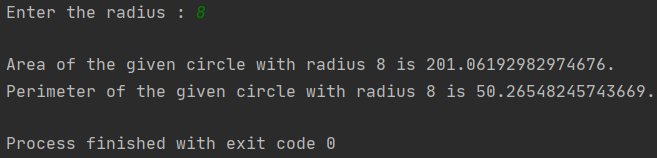 Enter the radius : 8
Area of the given circle with radius 8 is 201.06192982974676.
Perimeter of the given circle with radius 8 is 50.26548245743669.
Process finished with exit code 0